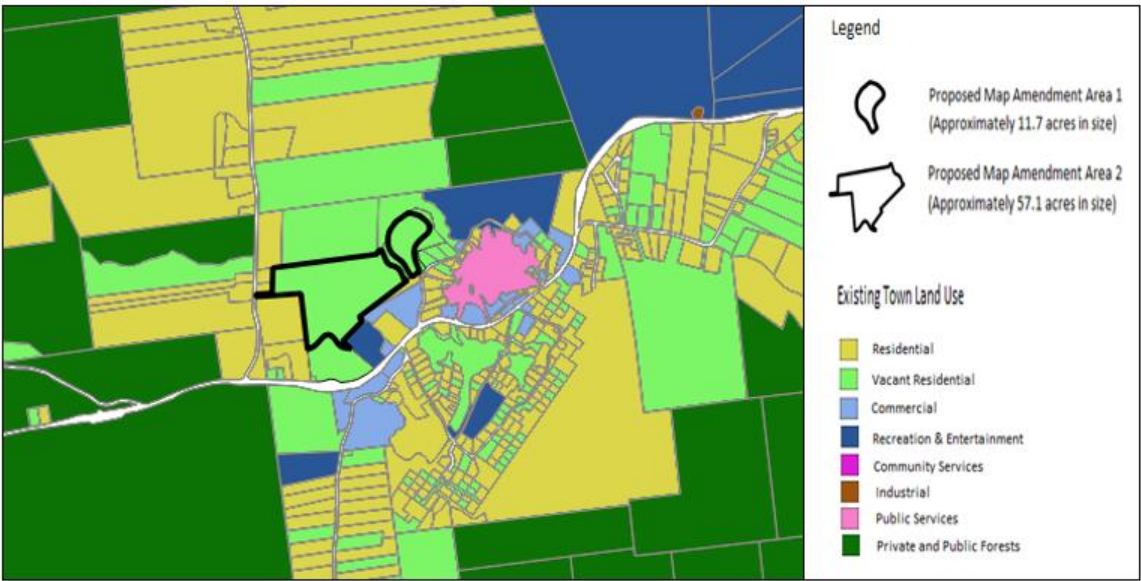 Legend
Proposed Map Amendment Area 1
(Approximately 11.7 acres in size)
Proposed Map Amendment Area 2
(Approximately 57.1 acres in size)
Existing Town Land Use
Residential
Vacant Residential
Commercial
Recreation & Entertainment
Community Services
Industrial
Public Services
Private and Public Forests